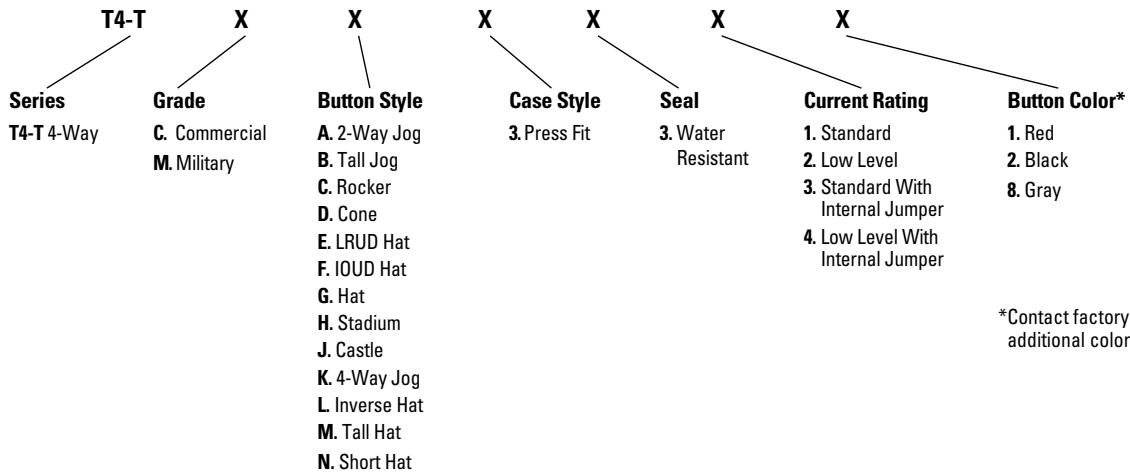 T4-T X X X X X X
Series
T4-T 4-Way
Grade
C. Commercial
M. Military
Button Style
A. 2-Way Jog
B. Tall Jog
C. Rocker
D. Cone
E. LRUD Hat
F. IOUD Hat
G. Hat
H. Stadium
J. Castle
K. 4-Way Jog
L. Inverse Hat
M. Tall Hat
N. Short Hat
Case Style
3. Press Fit
Seal
3. Water
Resistant
Current Rating
1. Standard
2. Low Level
3. Standard With
Internal Jumper
4. Low Level With
Internal Jumper
Button Color*
1. Red
2. Black
8. Gray
*Contact factory
additional color